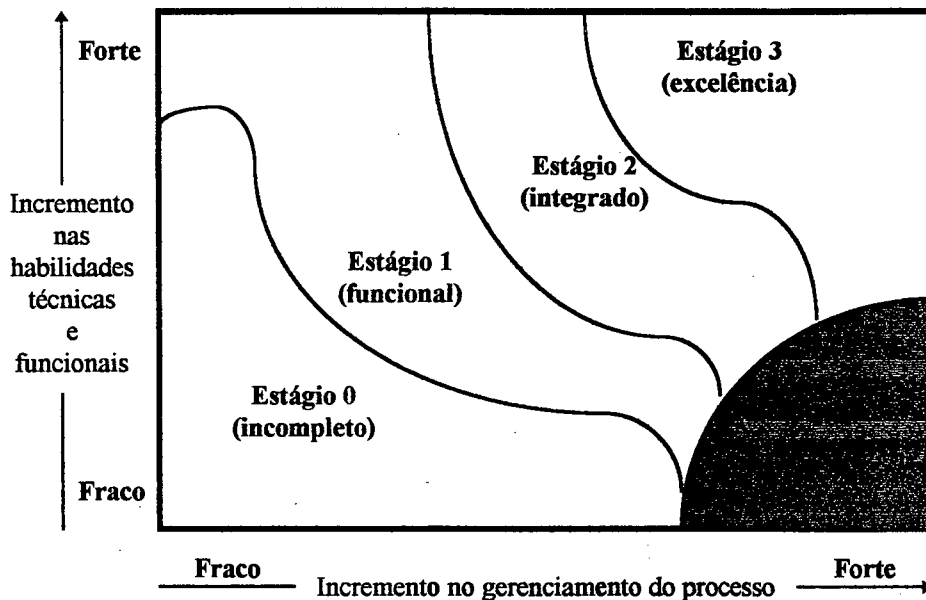 Forte
Incremento
nas
habilidades
técnicas
e
funcionais
Fraco
Estágio 3
(excelência)
Estágio 2
(integrado)
Estágio 1
(funcional)
Estágio 0
(incompleto)
Fraco
Incremento no gerenciamento do processo
Forte